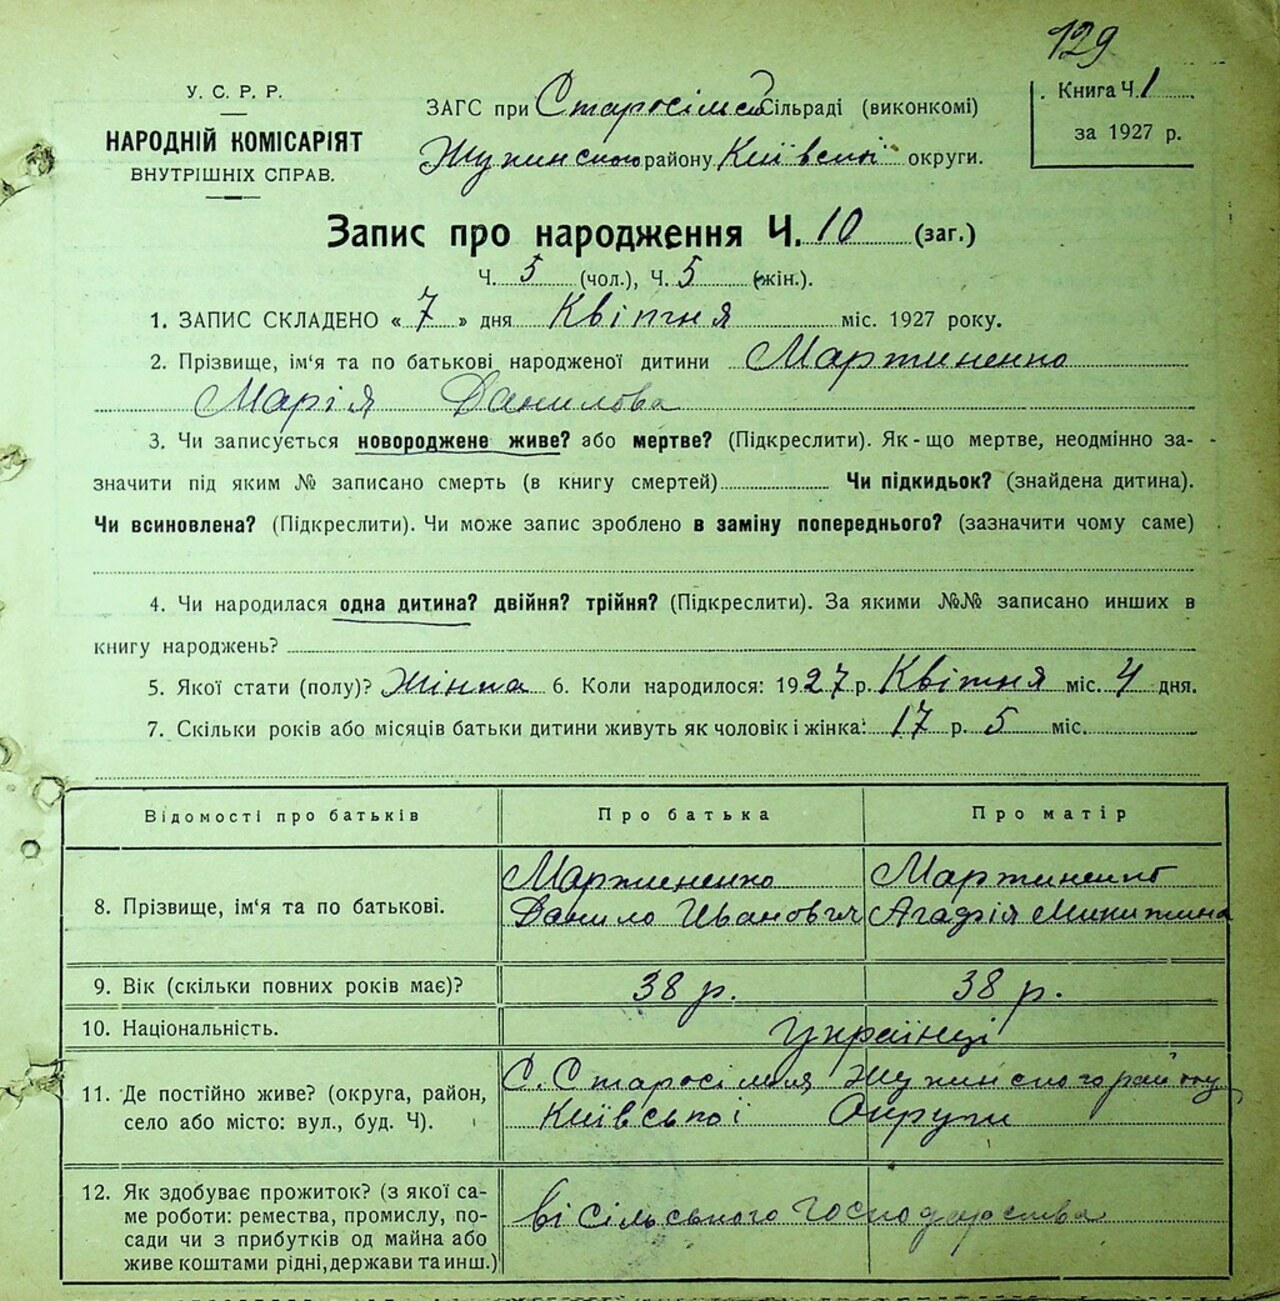 129
У. С. Р. Р.
НАРОДНІЙ КОМІСАРІЯТ
ВНУТРІШНІХ СПРАВ.
ЗАГС при Старосілській сільраді (виконкомі)
Жукинского району Київської округи.
Книга Ч. 1
за 1927 р.
Запис про народження Ч. 10 (заг.)
Ч. 5 (чол.), Ч. 5 (жін.).
1. ЗАПИС СКЛАДЕНО « 7 » дня Квітня міс. 1927 року.
2. Прізвище, ім'я та по батькові народженої дитини Мартиненко
Марія Данилова
3. Чи записується новороджене живе? або мертве? (Підкреслити). Як-що мертве, неодмінно за-
значити під яким № записано смерть (в книгу смертей) Чи підкидьок? (знайдена дитина).
Чи всиновлена? (Підкреслити). Чи може запис зроблено в заміну попереднього? (зазначити чому саме)
4. Чи народилася одна дитина? двійня? трійня? (Підкреслити). За якими №№ записано инших в
книгу народжень?
5. Якої стати (полу)? Жінка 6. Коли народилося: 1927 р. Квітня міс. 4 дня.
7. Скільки років або місяців батьки дитини живуть як чоловік і жінка: 17 р. 5 міс.
Відомості про батьків Про батька Про матір
8. Прізвище, ім'я та по батькові.
Мартиненко
Данило Иванович
Мартиненко
Агафія Микитина
9. Вік (скільки повних років має)? 38 р. 38 р.
10. Національність. Українці
11. Де постійно живе? (округа, район,
село або місто: вул., буд. Ч).
С. Старосілля Жукинского району
Київської Округи
12. Як здобуває прожиток? (з якої са-
ме роботи: ремества, промислу, по-
сади чи з прибутків од майна або
живе коштами рідні, держави та инш.)
ві сільського господарства